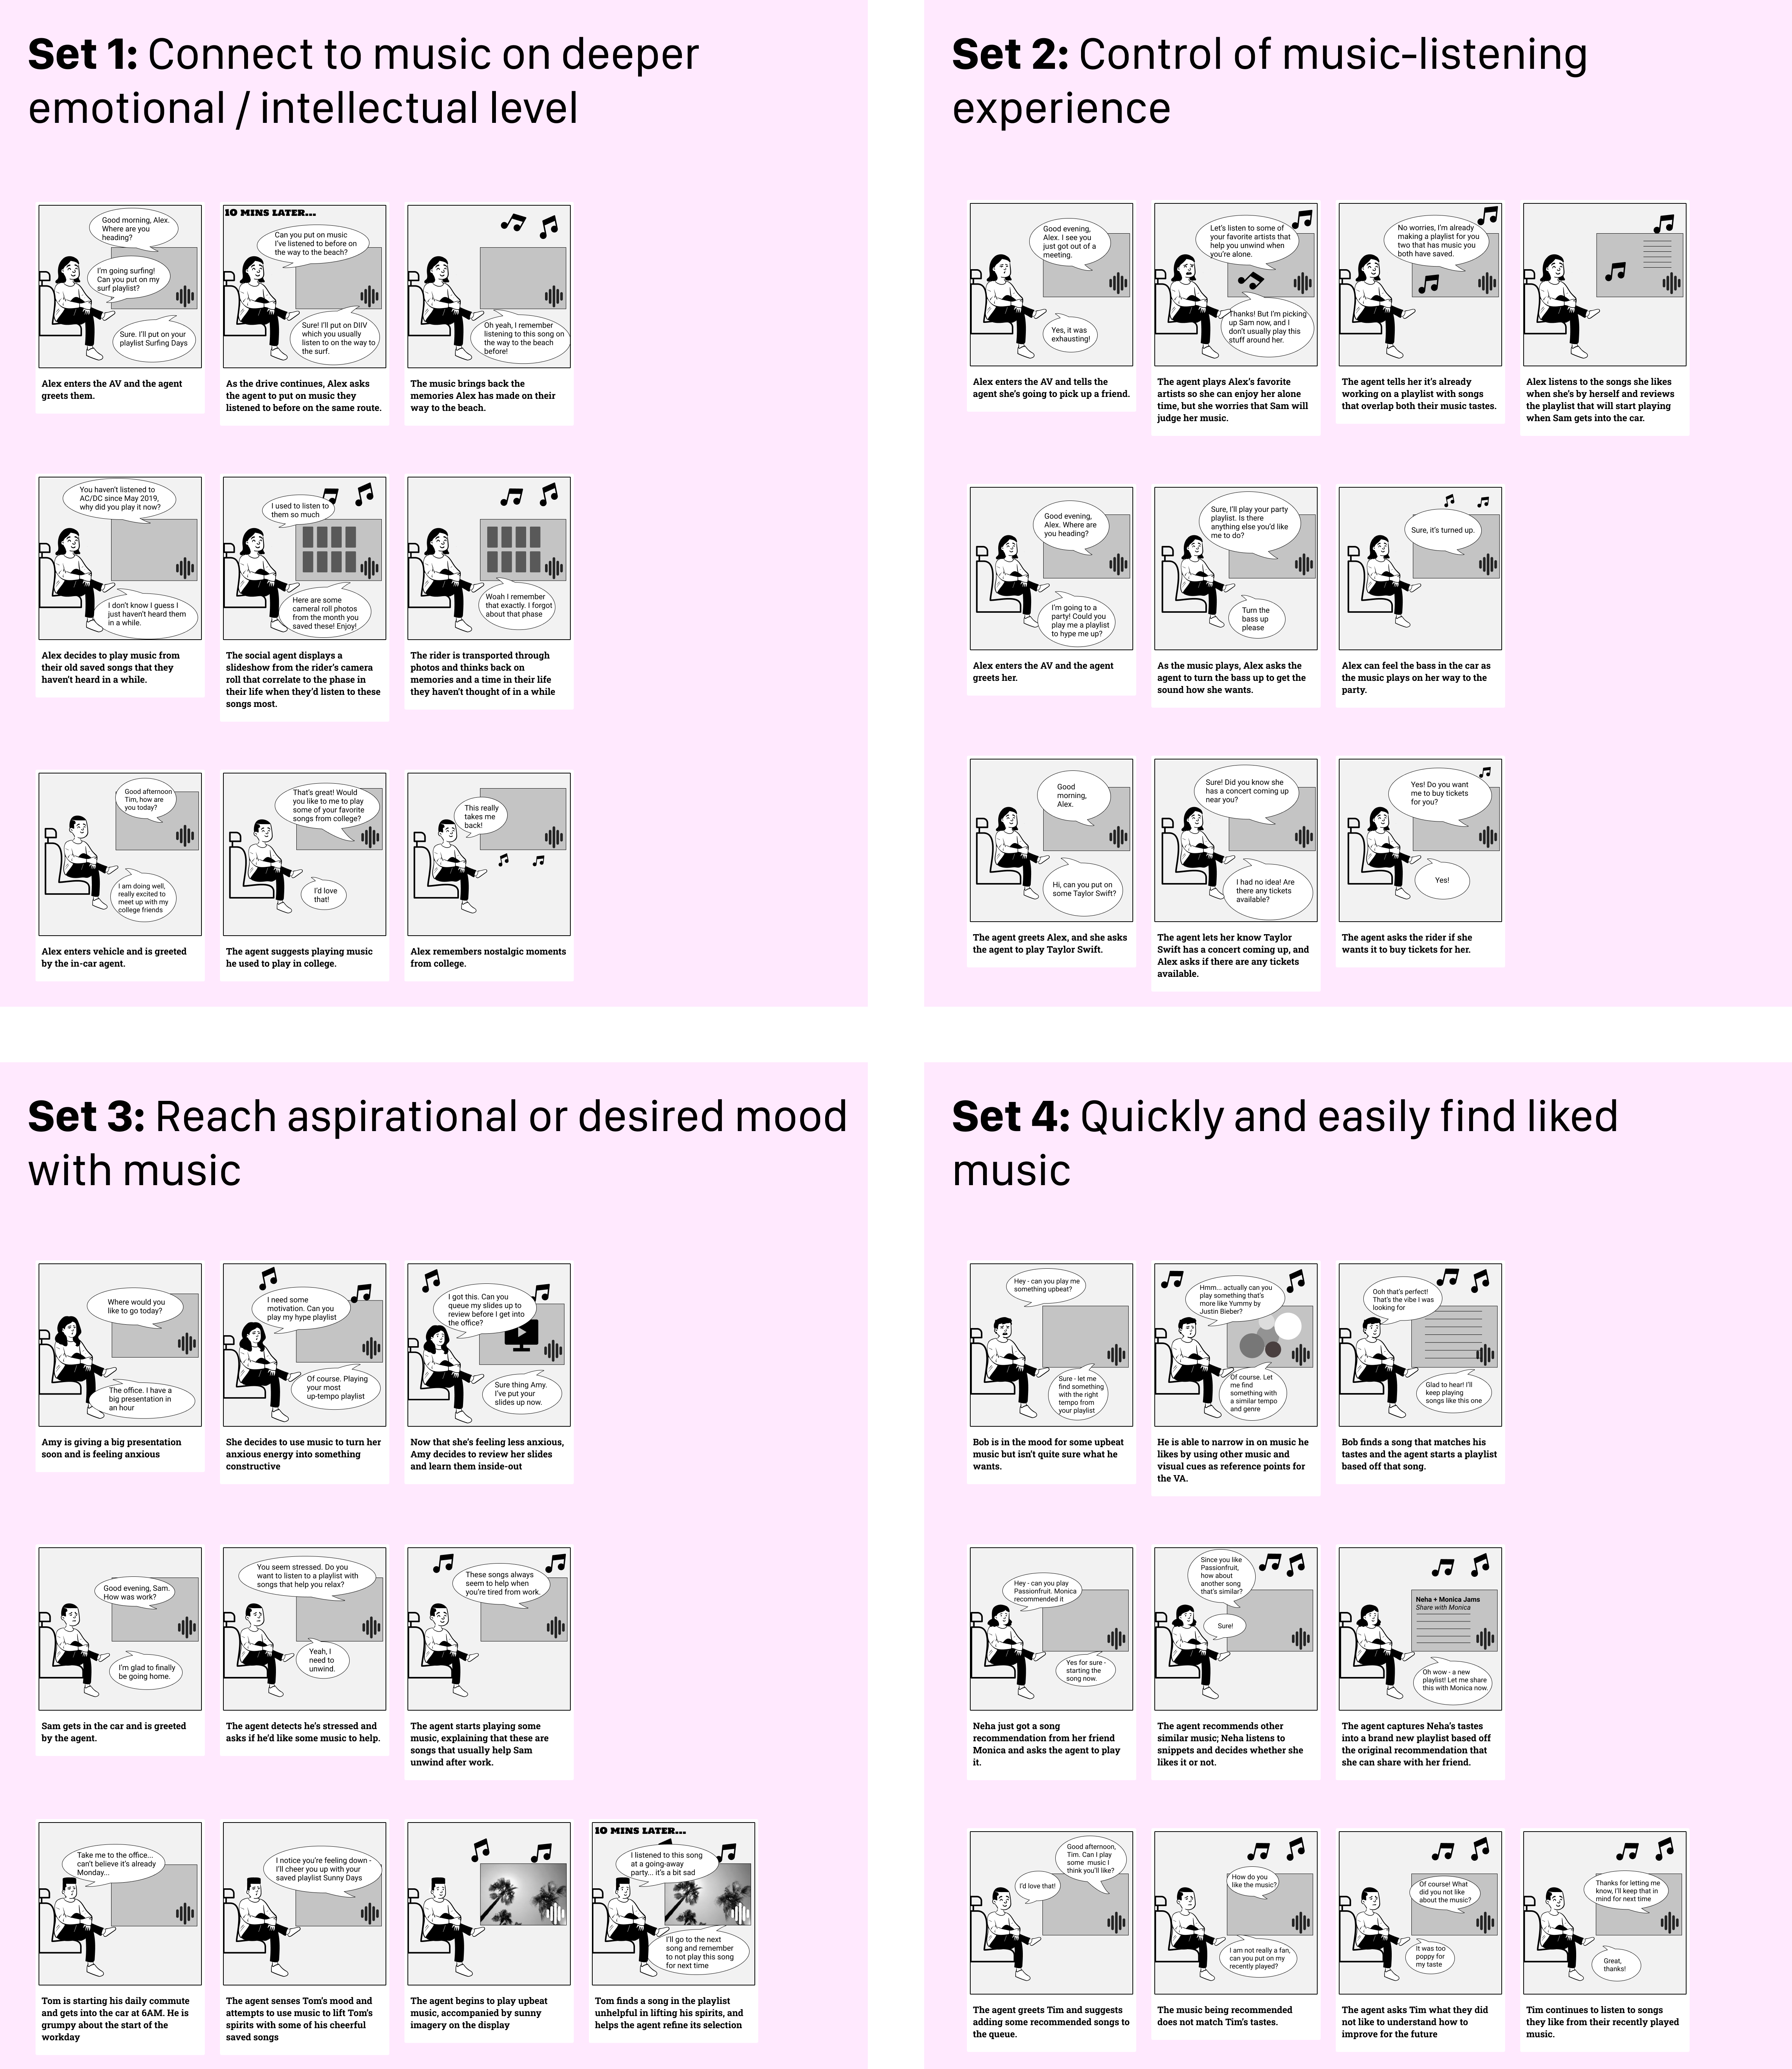 Set 1: Connect to music on deeper
emotional / intellectual level
Good morning, Alex.
Where are you
heading?
I'm going surfing!
Can you put on my
surf playlist?
Sure. I'll put on your
playlist Surfing Days
Alex enters the AV and the agent
greets them.
10 MINS LATER...
Can you put on music
I've listened to before on
the way to the beach?
Sure! I'll put on DIIV
which you usually
listen to on the way to
the surf.
As the drive continues, Alex asks
the agent to put on music they
listened to before on the same route.
Oh yeah, I remember
listening to this song on
the way to the beach
before!
The music brings back the
memories Alex has made on their
way to the beach.
You haven't listened to
AC/DC since May 2019,
why did you play it now?
I don't know I guess I
just haven't heard them
in a while.
Alex decides to play music from
their old saved songs that they
haven't heard in a while.
I used to listen to
them so much
Here are some
cameral roll photos
from the month you
saved these! Enjoy!
The social agent displays a
slideshow from the rider's camera
roll that correlate to the phase in
their life when they'd listen to these
songs most.
Woah I remember
that exactly. I forgot
about that phase
The rider is transported through
photos and thinks back on
memories and a time in their life
they haven't thought of in a while
Good afternoon
Tim, how are
you today?
I am doing well,
really excited to
meet up with my
college friends
Alex enters vehicle and is greeted
by the in-car agent.
That's great! Would
you like to me to play
some of your favorite
songs from college?
I'd love
that!
The agent suggests playing music
he used to play in college.
This really
takes me
back!
Alex remembers nostalgic moments
from college.
Set 2: Control of music-listening
experience
Good evening,
Alex. I see you
just got out of a
meeting.
Yes, it was
exhausting!
Alex enters the AV and tells the
agent she's going to pick up a friend.
Let's listen to some of
your favorite artists that
help you unwind when
you're alone.
Thanks! But I'm picking
up Sam now, and I
don't usually play this
stuff around her.
The agent plays Alex's favorite
artists so she can enjoy her alone
time, but she worries that Sam will
judge her music.
No worries, I'm already
making a playlist for you
two that has music you
both have saved.
The agent tells her it's already
working on a playlist with songs
that overlap both their music tastes.
Alex listens to the songs she likes
when she's by herself and reviews
the playlist that will start playing
when Sam gets into the car.
Good evening,
Alex. Where are
you heading?
I'm going to a
party! Could you
play me a playlist
to hype me up?
Alex enters the AV and the agent
greets her.
Sure, I'll play your party
playlist. Is there
anything else you'd like
me to do?
Turn the
bass up
please
As the music plays, Alex asks the
agent to turn the bass up to get the
sound how she wants.
Sure, it's turned up.
Alex can feel the bass in the car as
the music plays on her way to the
party.
Good
morning,
Alex.
Hi, can you put on
some Taylor Swift?
The agent greets Alex, and she asks
the agent to play Taylor Swift.
Sure! Did you know she
has a concert coming up
near you?
I had no idea! Are
there any tickets
available?
The agent lets her know Taylor
Swift has a concert coming up, and
Alex asks if there are any tickets
available.
Yes! Do you want
me to buy tickets
for you?
Yes!
The agent asks the rider if she
wants it to buy tickets for her.
Set 3: Reach aspirational or desired mood
with music
Where would you
like to go today?
The office. I have a
big presentation in
an hour
Amy is giving a big presentation
soon and is feeling anxious
I need some
motivation. Can you
play my hype playlist
Of course. Playing
your most
up-tempo playlist
She decides to use music to turn her
anxious energy into something
constructive
I got this. Can you
queue my slides up to
review before I get into
the office?
Sure thing Amy.
I've put your
slides up now.
Now that she's feeling less anxious,
Amy decides to review her slides
and learn them inside-out
Good evening, Sam.
How was work?
I'm glad to finally
be going home.
Sam gets in the car and is greeted
by the agent.
You seem stressed. Do you
want to listen to a playlist with
songs that help you relax?
Yeah, I
need to
unwind.
The agent detects he's stressed and
asks if he'd like some music to help.
These songs always
seem to help when
you're tired from work.
The agent starts playing some
music, explaining that these are
songs that usually help Sam
unwind after work.
Take me to the office...
can't believe it's already
Monday...
Tom is starting his daily commute
and gets into the car at 6AM. He is
grumpy about the start of the
workday
I notice you're feeling down -
I'll cheer you up with your
saved playlist Sunny Days
The agent senses Tom's mood and
attempts to use music to lift Tom's
spirits with some of his cheerful
saved songs
The agent begins to play upbeat
music, accompanied by sunny
imagery on the display
10 MINS LATER...
I listened to this song
at a going-away
party... it's a bit sad
I'll go to the next
song and remember
to not play this song
for next time
Tom finds a song in the playlist
unhelpful in lifting his spirits, and
helps the agent refine its selection
Set 4: Quickly and easily find liked
music
Hey - can you play me
something upbeat?
Sure - let me
find something
with the right
tempo from
your playlist
Bob is in the mood for some upbeat
music but isn't quite sure what he
wants.
Hmm... actually can you
play something that's
more like Yummy by
Justin Bieber?
Of course. Let
me find
something with
a similar tempo
and genre
He is able to narrow in on music he
likes by using other music and
visual cues as reference points for
the VA.
Ooh that's perfect!
That's the vibe I was
looking for
Glad to hear! I'll
keep playing
songs like this one
Bob finds a song that matches his
tastes and the agent starts a playlist
based off that song.
Hey - can you play
Passionfruit. Monica
recommended it
Yes for sure -
starting the
song now.
Neha just got a song
recommendation from her friend
Monica and asks the agent to play
it.
Since you like
Passionfruit,
how about
another song
that's similar?
Sure!
The agent recommends other
similar music; Neha listens to
snippets and decides whether she
likes it or not.
Neha + Monica Jams
Share with Monica
Oh wow - a new
playlist! Let me share
this with Monica now.
The agent captures Neha's tastes
into a brand new playlist based off
the original recommendation that
she can share with her friend.
Good afternoon,
Tim. Can I play
some music I
think you'll like?
I'd love that!
The agent greets Tim and suggests
adding some recommended songs to
the queue.
How do you
like the music?
I am not really a fan,
can you put on my
recently played?
The music being recommended
does not match Tim's tastes.
Of course! What
did you not like
about the music?
It was too
poppy for
my taste
The agent asks Tim what they did
not like to understand how to
improve for the future
Thanks for letting me
know, I'll keep that in
mind for next time
Great,
thanks!
Tim continues to listen to songs
they like from their recently played
music.